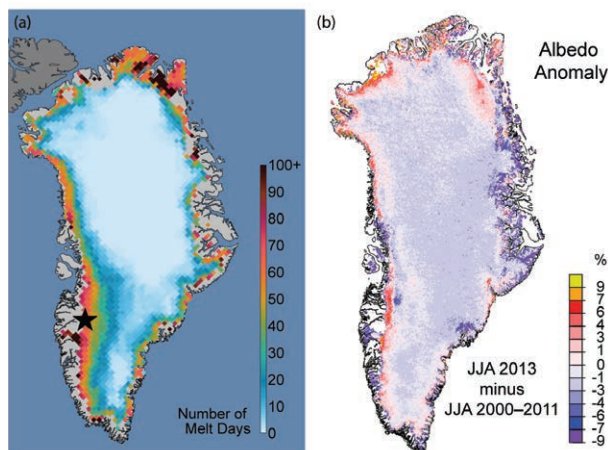 (a)
100+
90
80
70
60
50
40
30
20
10
0
Number of
Melt Days
(b)
Albedo
Anomaly
%
9
7
6
4
3
1
0
-1
-3
-4
-6
-7
-9
JJA 2013
minus
JJA 2000–2011